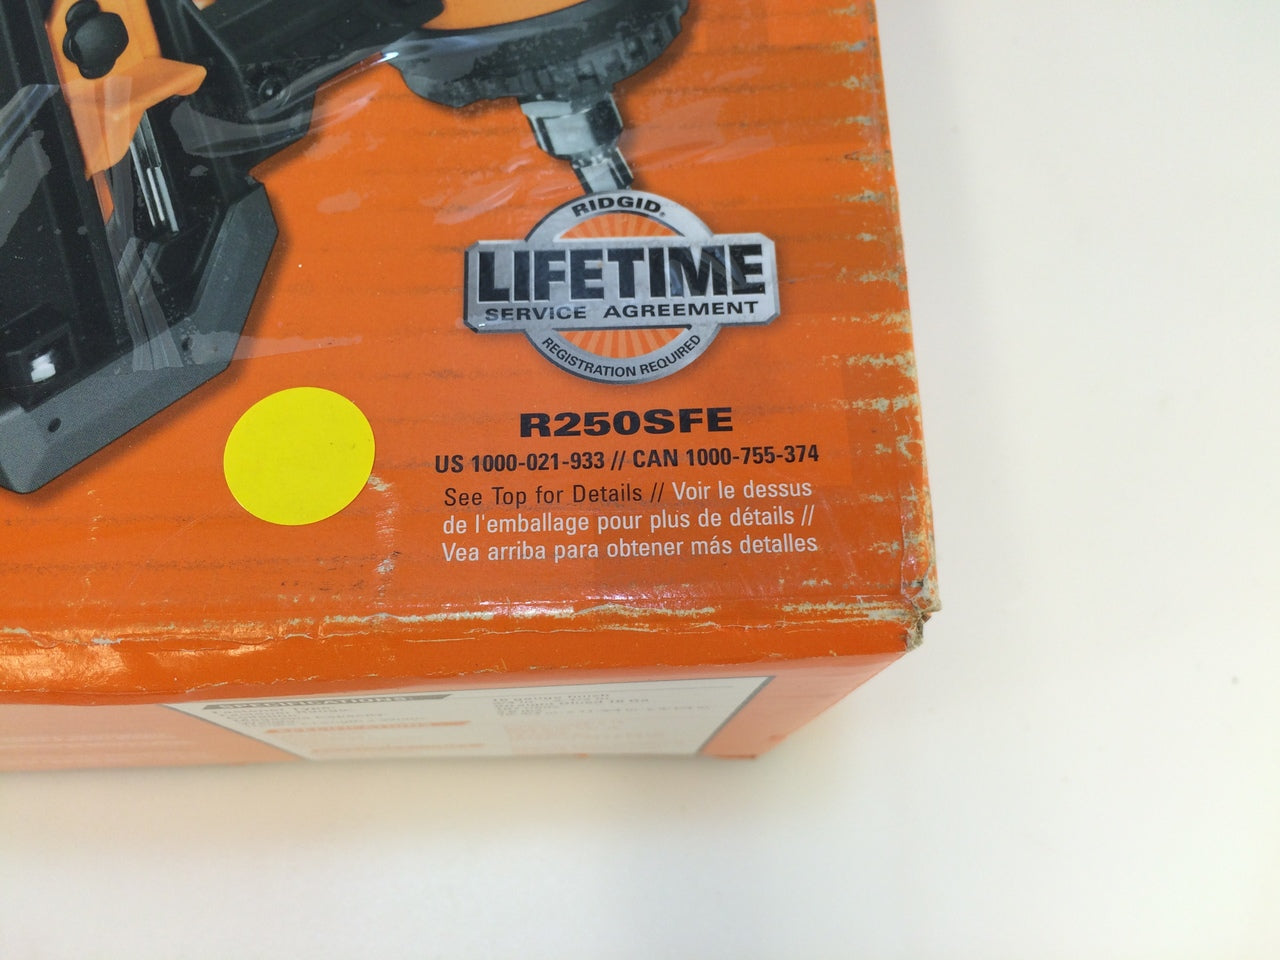 RIDGID
LIFETIME
SERVICE AGREEMENT
REGISTRATION REQUIRED
R250SFE
US 1000-021-933 // CAN 1000-755-374
See Top for Details // Voir le dessus
de l'emballage pour plus de détails //
Vea arriba para obtener más detalles
SPECIFICATIONS: